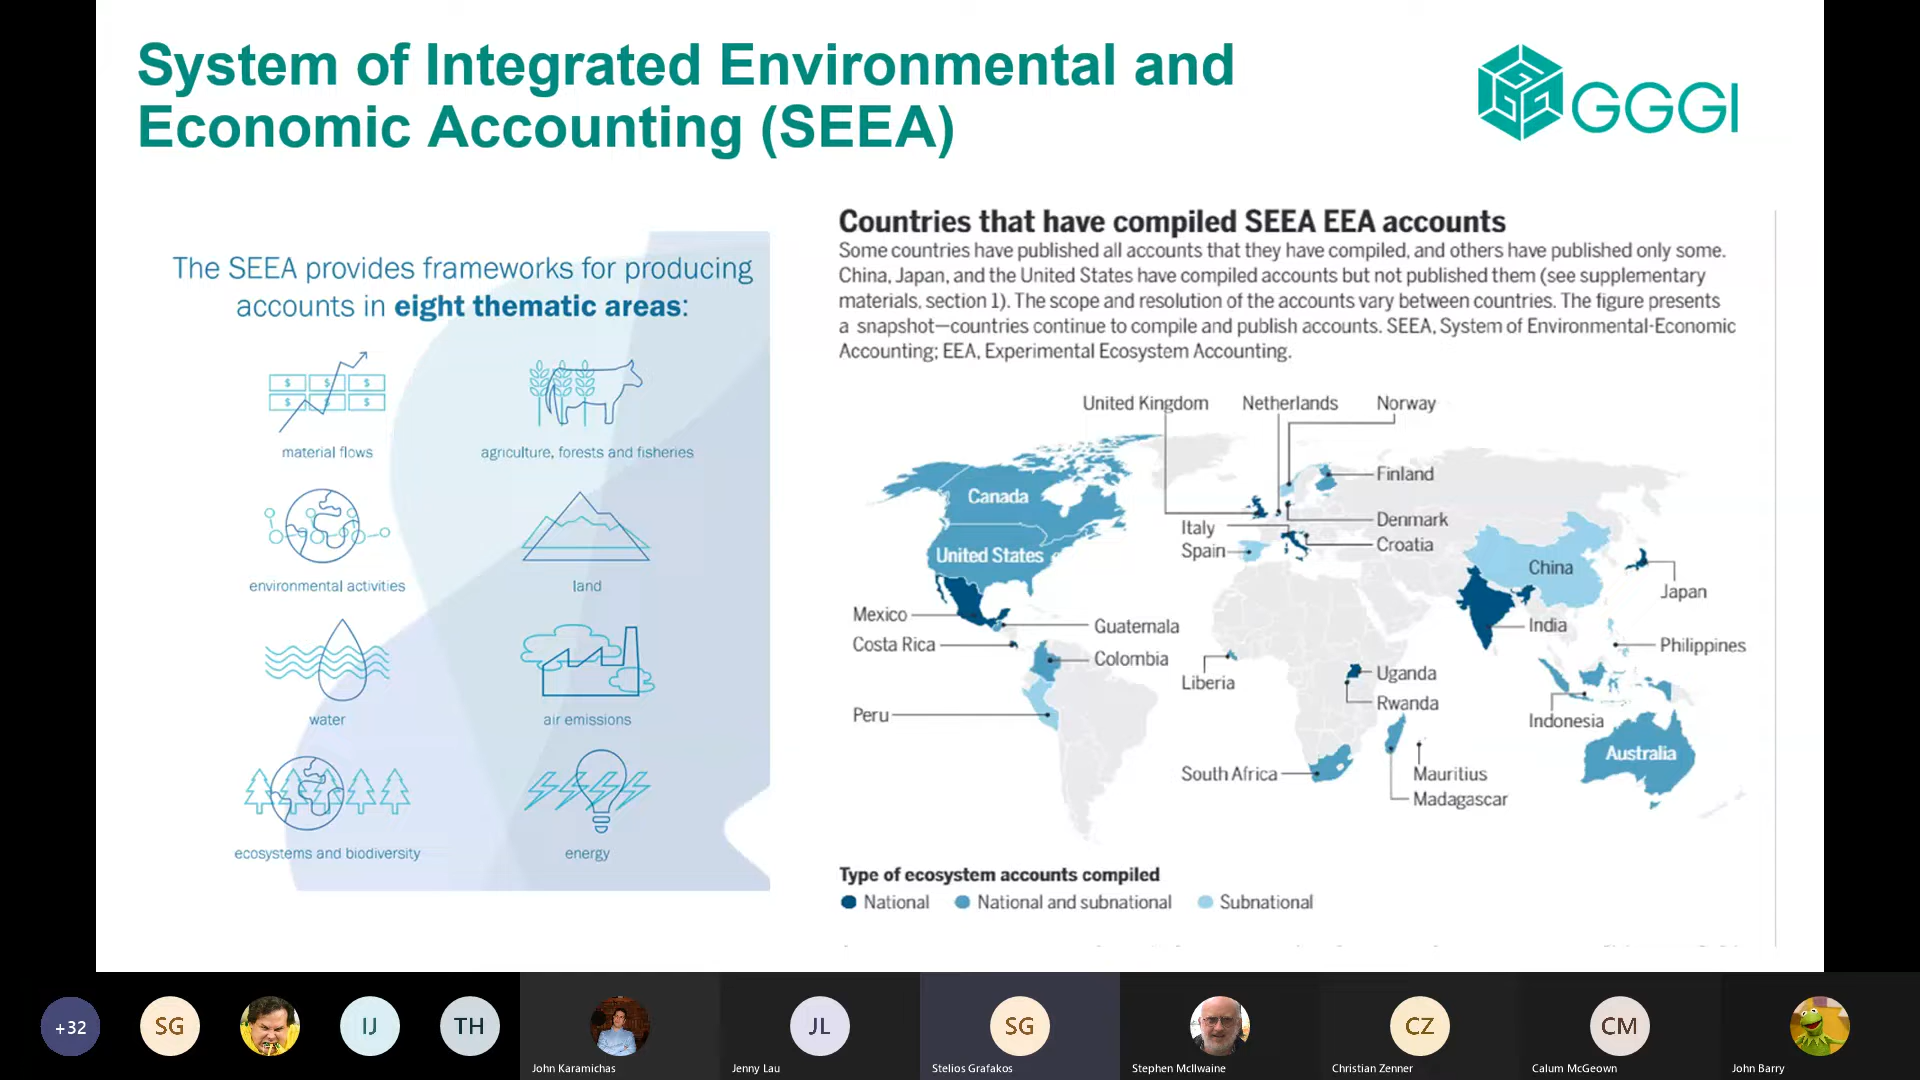 System of Integrated Environmental and
Economic Accounting (SEEA)
GGGI
The SEEA provides frameworks for producing
accounts in eight thematic areas:
material flows
agriculture, forests and fisheries
environmental activities
land
water
air emissions
ecosystems and biodiversity
energy
Countries that have compiled SEEA EEA accounts
Some countries have published all accounts that they have compiled, and others have published only some.
China, Japan, and the United States have compiled accounts but not published them (see supplementary
materials, section 1). The scope and resolution of the accounts vary between countries. The figure presents
a snapshot—countries continue to compile and publish accounts. SEEA, System of Environmental-Economic
Accounting; EEA, Experimental Ecosystem Accounting.
United Kingdom
Netherlands
Norway
Canada
Finland
Italy
Denmark
Spain
Croatia
United States
China
Japan
Mexico
Guatemala
India
Costa Rica
Colombia
Philippines
Liberia
Uganda
Rwanda
Peru
Indonesia
Australia
South Africa
Mauritius
Madagascar
Type of ecosystem accounts compiled
National
National and subnational
Subnational
+32
SG
IJ
TH
John Karamichas
JL
Jenny Lau
SG
Stelios Grafakos
Stephen McIlwaine
CZ
Christian Zenner
CM
Calum McGeown
John Barry